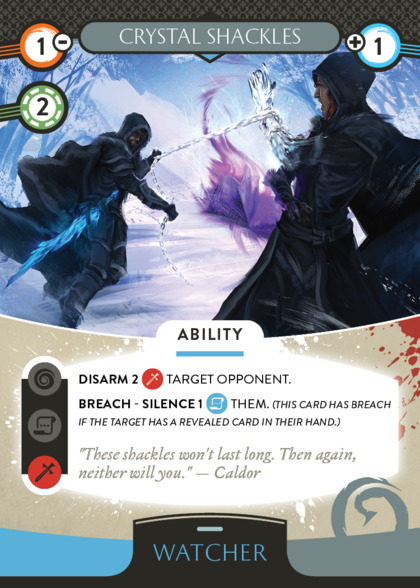 1 - CRYSTAL SHACKLES + 1
2
ABILITY
DISARM 2 TARGET OPPONENT.
BREACH - SILENCE 1 THEM. (THIS CARD HAS BREACH
IF THE TARGET HAS A REVEALED CARD IN THEIR HAND.)
"These shackles won't last long. Then again,
neither will you." — Caldor
WATCHER